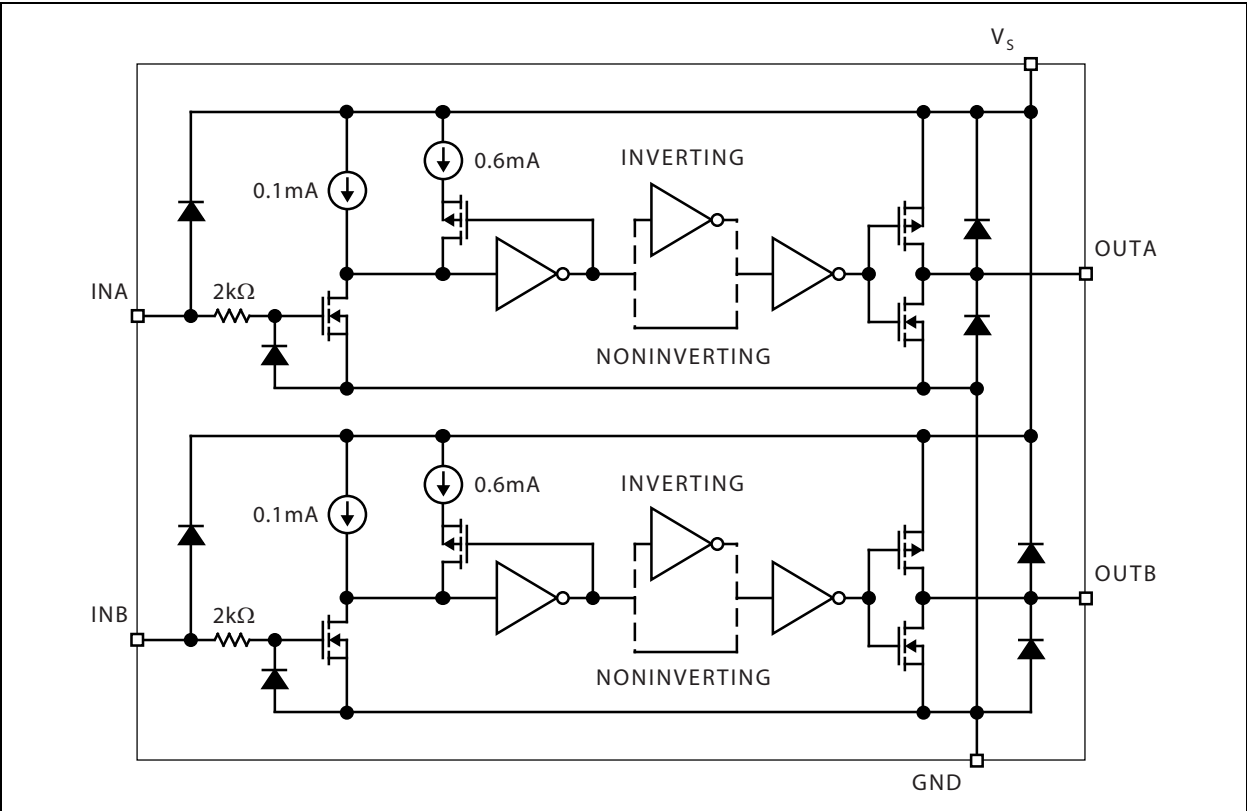 VS
INVERTING
0.6mA
0.1mA
OUTA
INA
2kΩ
NONINVERTING
INVERTING
0.6mA
0.1mA
OUTB
INB
2kΩ
NONINVERTING
GND